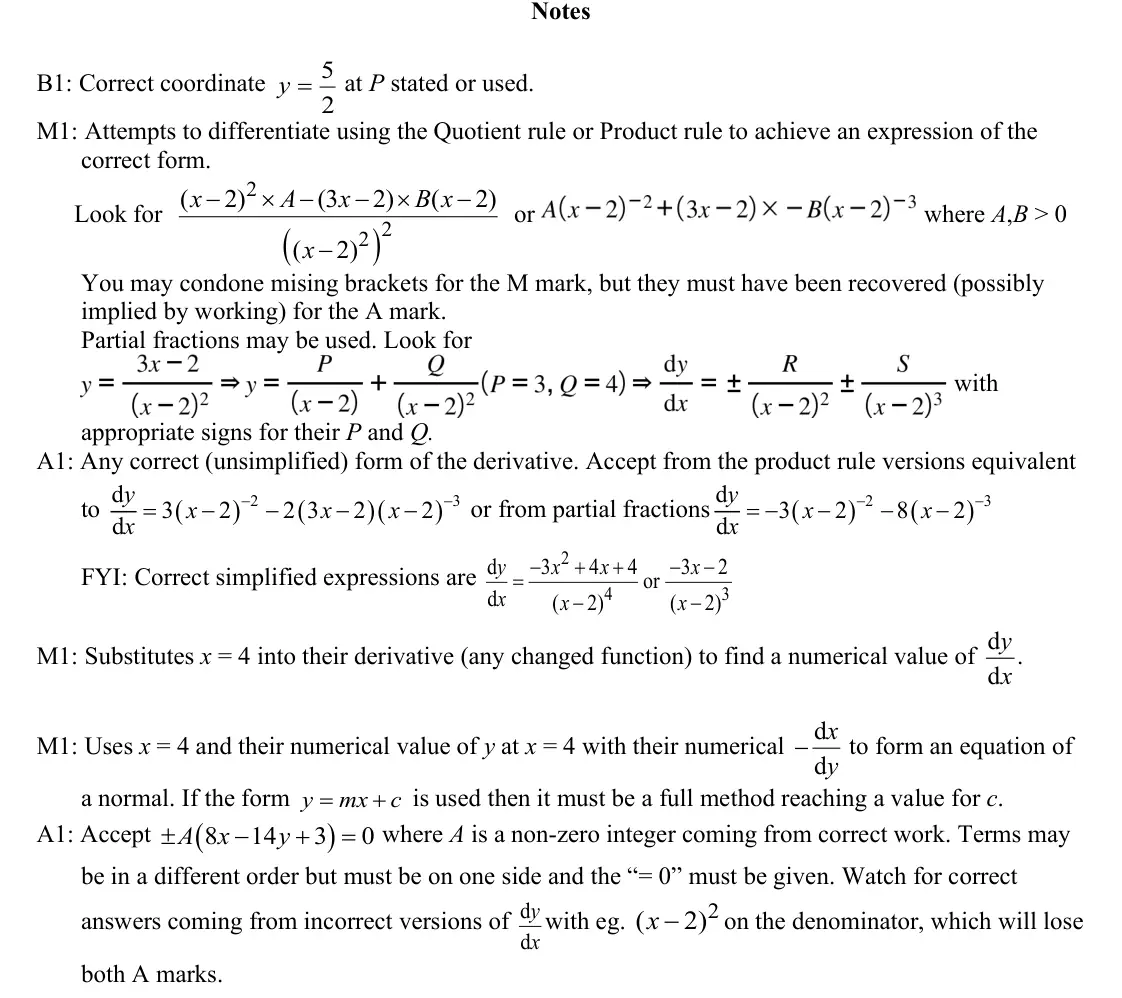 Notes
B1: Correct coordinate y = 5/2 at P stated or used.
M1: Attempts to differentiate using the Quotient rule or Product rule to achieve an expression of the
correct form.
Look for ((x−2)²×A−(3x−2)×B(x−2))/((x−2)²)² or A(x−2)⁻²+(3x−2)×−B(x−2)⁻³ where A,B > 0
You may condone mising brackets for the M mark, but they must have been recovered (possibly
implied by working) for the A mark.
Partial fractions may be used. Look for
y = (3x−2)/(x−2)² ⇒ y = P/(x−2) + Q/(x−2)² (P = 3, Q = 4) ⇒ dy/dx = ± R/(x−2)² ± S/(x−2)³ with
appropriate signs for their P and Q.
A1: Any correct (unsimplified) form of the derivative. Accept from the product rule versions equivalent
to dy/dx = 3(x−2)⁻² −2(3x−2)(x−2)⁻³ or from partial fractions dy/dx = −3(x−2)⁻² −8(x−2)⁻³
FYI: Correct simplified expressions are dy/dx = (−3x²+4x+4)/(x−2)⁴ or (−3x−2)/(x−2)³
M1: Substitutes x = 4 into their derivative (any changed function) to find a numerical value of dy/dx.
M1: Uses x = 4 and their numerical value of y at x = 4 with their numerical −dx/dy to form an equation of
a normal. If the form y = mx + c is used then it must be a full method reaching a value for c.
A1: Accept ±A(8x−14y+3) = 0 where A is a non-zero integer coming from correct work. Terms may
be in a different order but must be on one side and the “= 0” must be given. Watch for correct
answers coming from incorrect versions of dy/dx with eg. (x−2)² on the denominator, which will lose
both A marks.